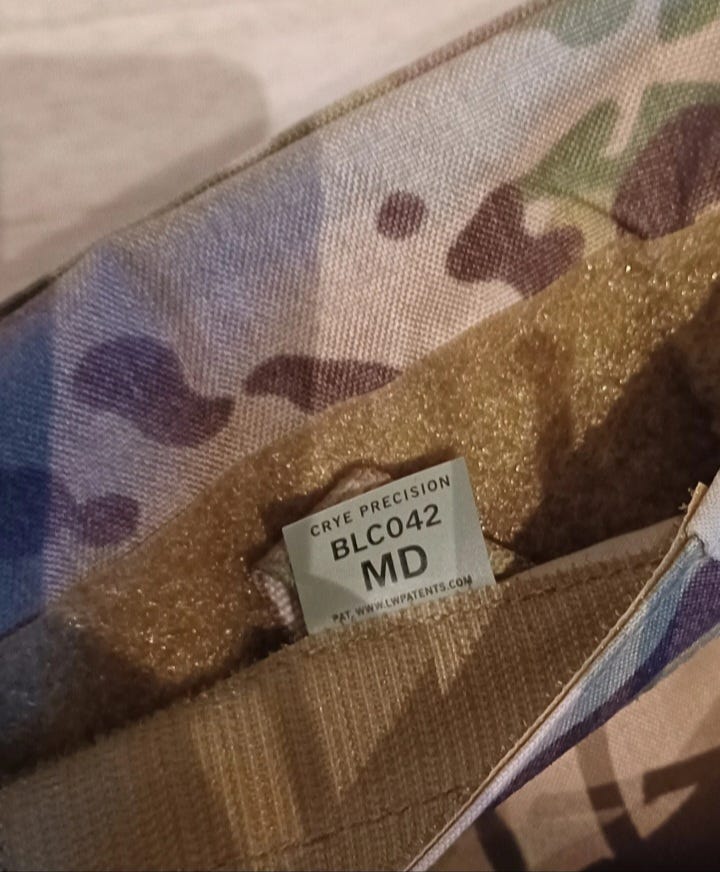 CRYE PRECISION
BLC042
MD
PAT. WWW.LWPATENTS.COM